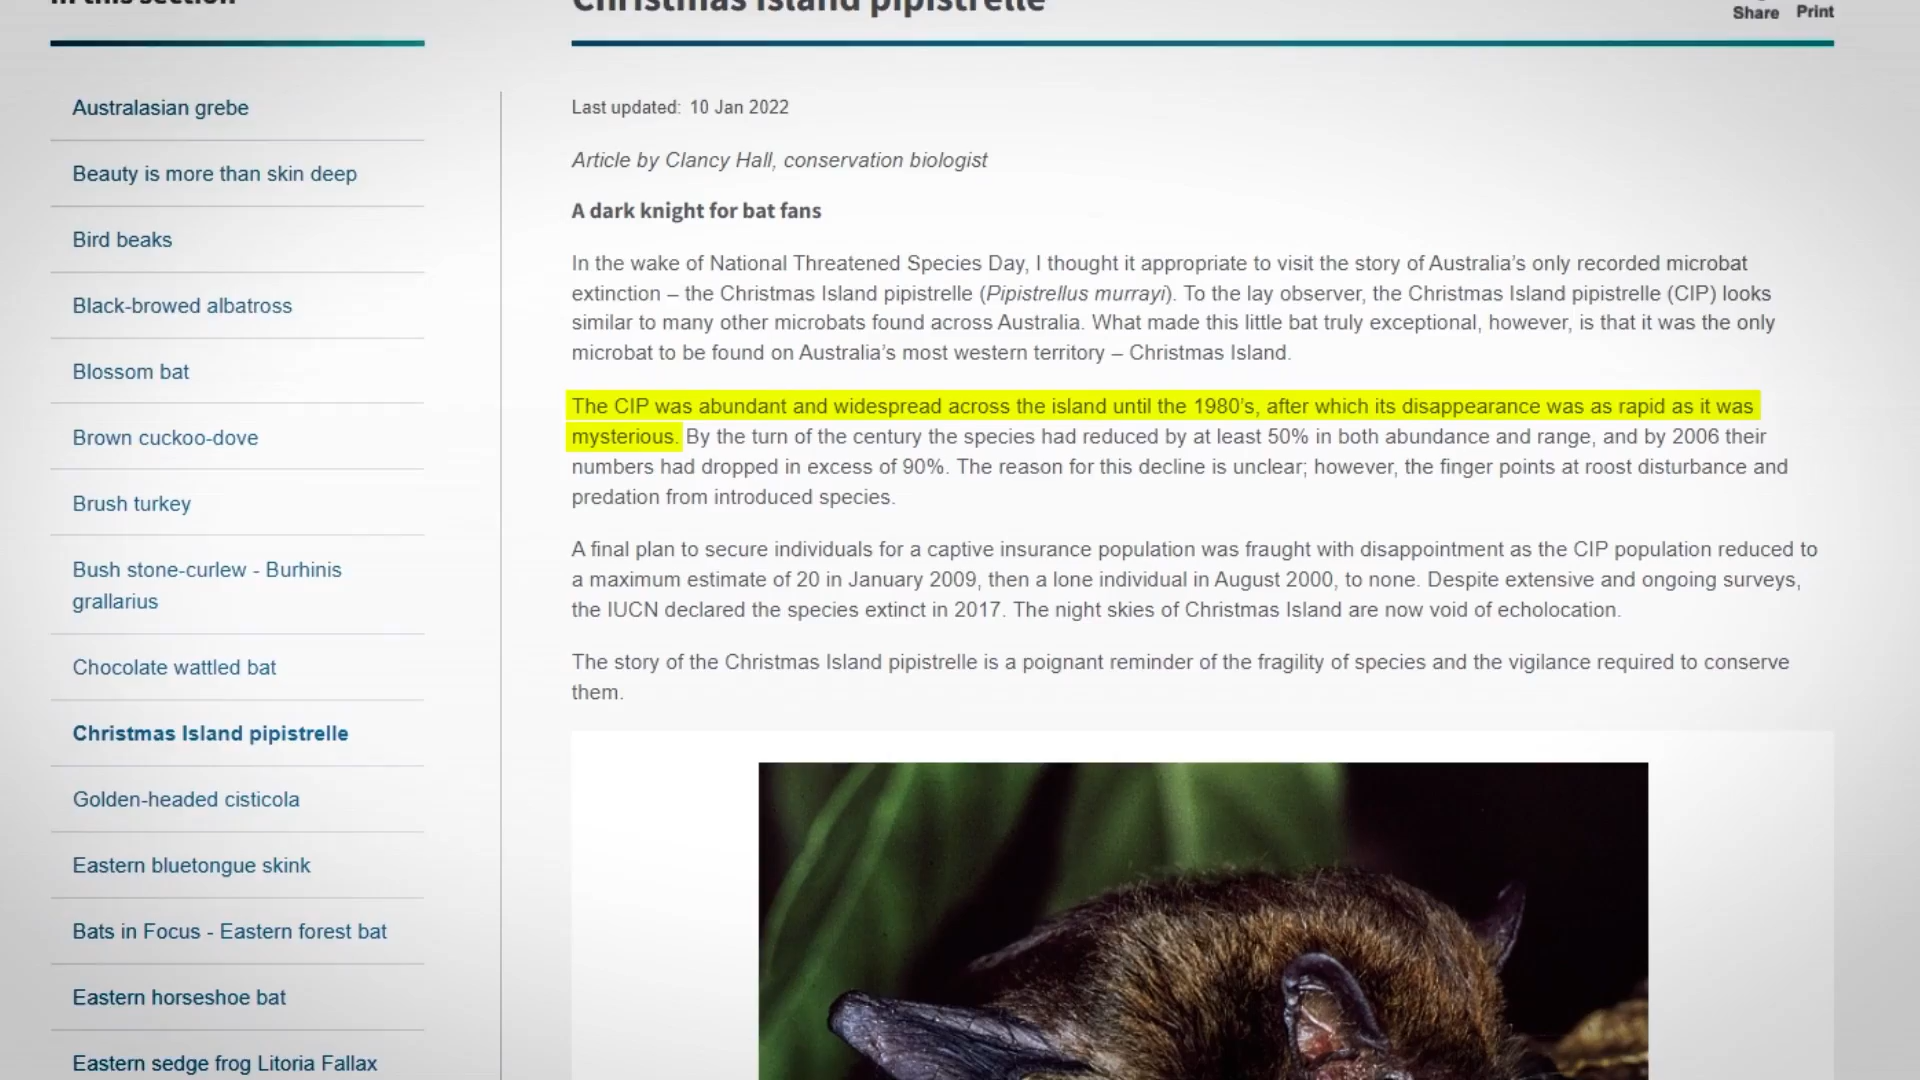 In this section
Christmas Island pipistrelle
Share Print
Australasian grebe
Beauty is more than skin deep
Bird beaks
Black-browed albatross
Blossom bat
Brown cuckoo-dove
Brush turkey
Bush stone-curlew - Burhinis
grallarius
Chocolate wattled bat
Christmas Island pipistrelle
Golden-headed cisticola
Eastern bluetongue skink
Bats in Focus - Eastern forest bat
Eastern horseshoe bat
Eastern sedge frog Litoria Fallax
Last updated: 10 Jan 2022
Article by Clancy Hall, conservation biologist
A dark knight for bat fans
In the wake of National Threatened Species Day, I thought it appropriate to visit the story of Australia’s only recorded microbat
extinction – the Christmas Island pipistrelle (Pipistrellus murrayi). To the lay observer, the Christmas Island pipistrelle (CIP) looks
similar to many other microbats found across Australia. What made this little bat truly exceptional, however, is that it was the only
microbat to be found on Australia’s most western territory – Christmas Island.
The CIP was abundant and widespread across the island until the 1980’s, after which its disappearance was as rapid as it was
mysterious. By the turn of the century the species had reduced by at least 50% in both abundance and range, and by 2006 their
numbers had dropped in excess of 90%. The reason for this decline is unclear; however, the finger points at roost disturbance and
predation from introduced species.
A final plan to secure individuals for a captive insurance population was fraught with disappointment as the CIP population reduced to
a maximum estimate of 20 in January 2009, then a lone individual in August 2000, to none. Despite extensive and ongoing surveys,
the IUCN declared the species extinct in 2017. The night skies of Christmas Island are now void of echolocation.
The story of the Christmas Island pipistrelle is a poignant reminder of the fragility of species and the vigilance required to conserve
them.